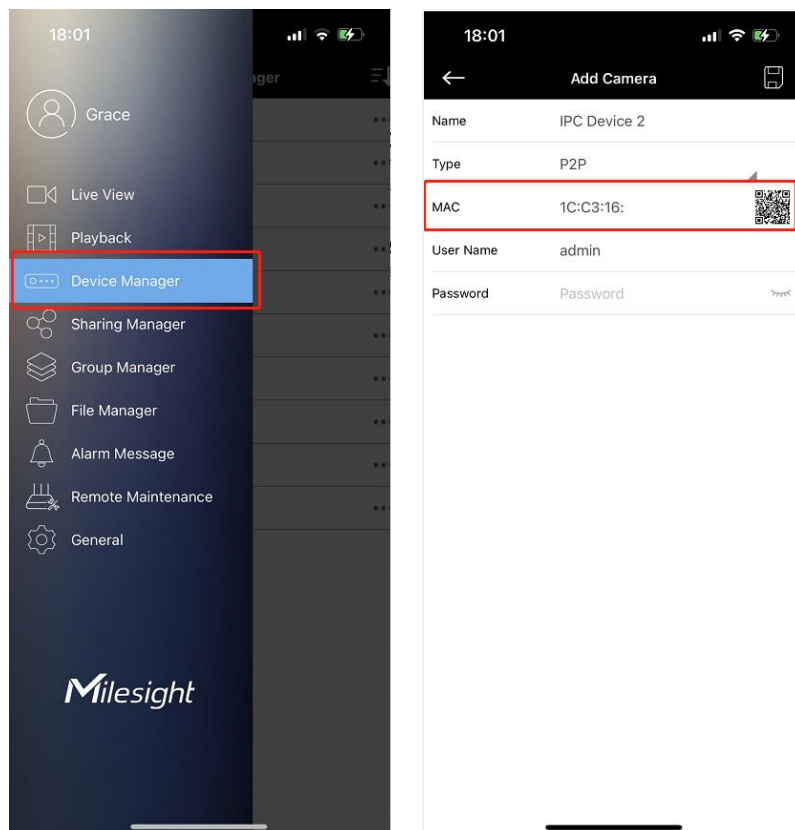 18:01
ager
Grace
Live View
Playback
Device Manager
Sharing Manager
Group Manager
File Manager
Alarm Message
Remote Maintenance
General
Milesight
18:01
Add Camera
Name IPC Device 2
Type P2P
MAC 1C:C3:16:
User Name admin
Password Password